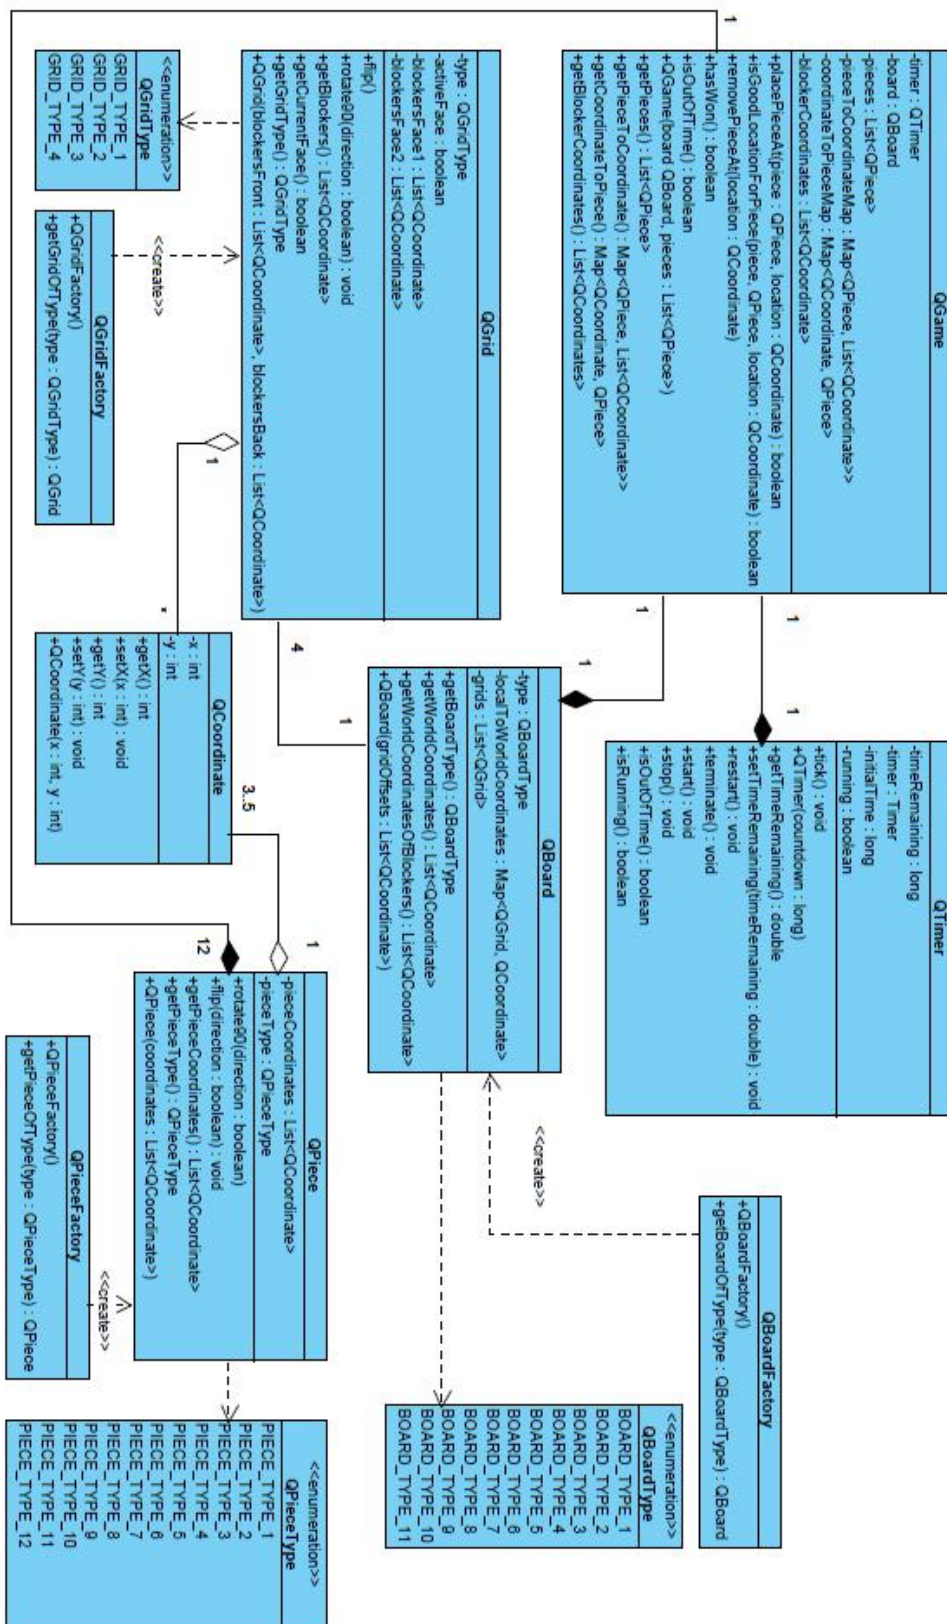 QGame
-timer : QTimer
-board : QBoard
-pieces : List<QPiece>
-pieceToCoordinateMap : Map<QPiece, List<QCoordinate>>
-coordinateToPieceMap : Map<QCoordinate, QPiece>
-blockerCoordinates : List<QCoordinate>
+placePieceAt(piece : QPiece, location : QCoordinate) : boolean
+isGoodLocationForPiece(piece, QPiece, location : QCoordinate) : boolean
+removePieceAt(location : QCoordinate)
+hasWon() : boolean
+isOutOfTime() : boolean
+QGame(board QBoard, pieces : List<QPiece>)
+getPieces() : List<QPiece>
+getPieceToCoordinate() : Map<QPiece, List<QCoordinate>>
+getCoordinateToPiece() : Map<QCoordinate, QPiece>
+getBlockerCoordinates() : List<QCoordinates>
1
1
1
1
1
QTimer
-timeRemaining : long
-timer : Timer
-initialTime : long
-running : boolean
+tick() : void
+QTimer(countdown : long)
+getTimeRemaining() : double
+setTimeRemaining(timeRemaining : double) : void
+restart() : void
+terminate() : void
+start() : void
+stop() : void
+isOutOfTime() : boolean
+isRunning() : boolean
QBoardFactory
+QBoardFactory()
+getBoardOfType(type : QBoardType) : QBoard
<<create>>
QGrid
-type : QGridType
-activeFace : boolean
-blockersFace1 : List<QCoordinate>
-blockersFace2 : List<QCoordinate>
+flip()
+rotate90(direction : boolean) : void
+getBlockers() : List<QCoordinate>
+getCurrentFace() : boolean
+getGridType() : QGridType
+QGrid(blockersFront : List<QCoordinate>, blockersBack : List<QCoordinate>)
4
1
QBoard
-type : QBoardType
-localToWorldCoordinates : Map<QGrid, QCoordinate>
-grids : List<QGrid>
+getBoardType() : QBoardType
+getWorldCoordinates() : List<QCoordinate>
+getWorldCoordinatesOfBlockers() : List<QCoordinate>
+QBoard(gridOffsets : List<QCoordinate>)
<<enumeration>>
QBoardType
BOARD_TYPE_1
BOARD_TYPE_2
BOARD_TYPE_3
BOARD_TYPE_4
BOARD_TYPE_5
BOARD_TYPE_6
BOARD_TYPE_7
BOARD_TYPE_8
BOARD_TYPE_9
BOARD_TYPE_10
BOARD_TYPE_11
<<enumeration>>
QGridType
GRID_TYPE_1
GRID_TYPE_2
GRID_TYPE_3
GRID_TYPE_4
<<create>>
QGridFactory
+QGridFactory()
+getGridOfType(type : QGridType) : QGrid
1
*
QCoordinate
-x : int
-y : int
+getX() : int
+setX(x : int) : void
+getY() : int
+setY(y : int) : void
+QCoordinate(x : int, y : int)
3..5
1
12
QPiece
-pieceCoordinates : List<QCoordinate>
-pieceType : QPieceType
+rotate90(direction : boolean)
+flip(direction : boolean) : void
+getPieceCoordinates() : List<QCoordinate>
+getPieceType() : QPieceType
+QPiece(coordinates : List<QCoordinate>)
<<create>>
QPieceFactory
+QPieceFactory()
+getPieceOfType(type : QPieceType) : QPiece
<<enumeration>>
QPieceType
PIECE_TYPE_1
PIECE_TYPE_2
PIECE_TYPE_3
PIECE_TYPE_4
PIECE_TYPE_5
PIECE_TYPE_6
PIECE_TYPE_7
PIECE_TYPE_8
PIECE_TYPE_9
PIECE_TYPE_10
PIECE_TYPE_11
PIECE_TYPE_12